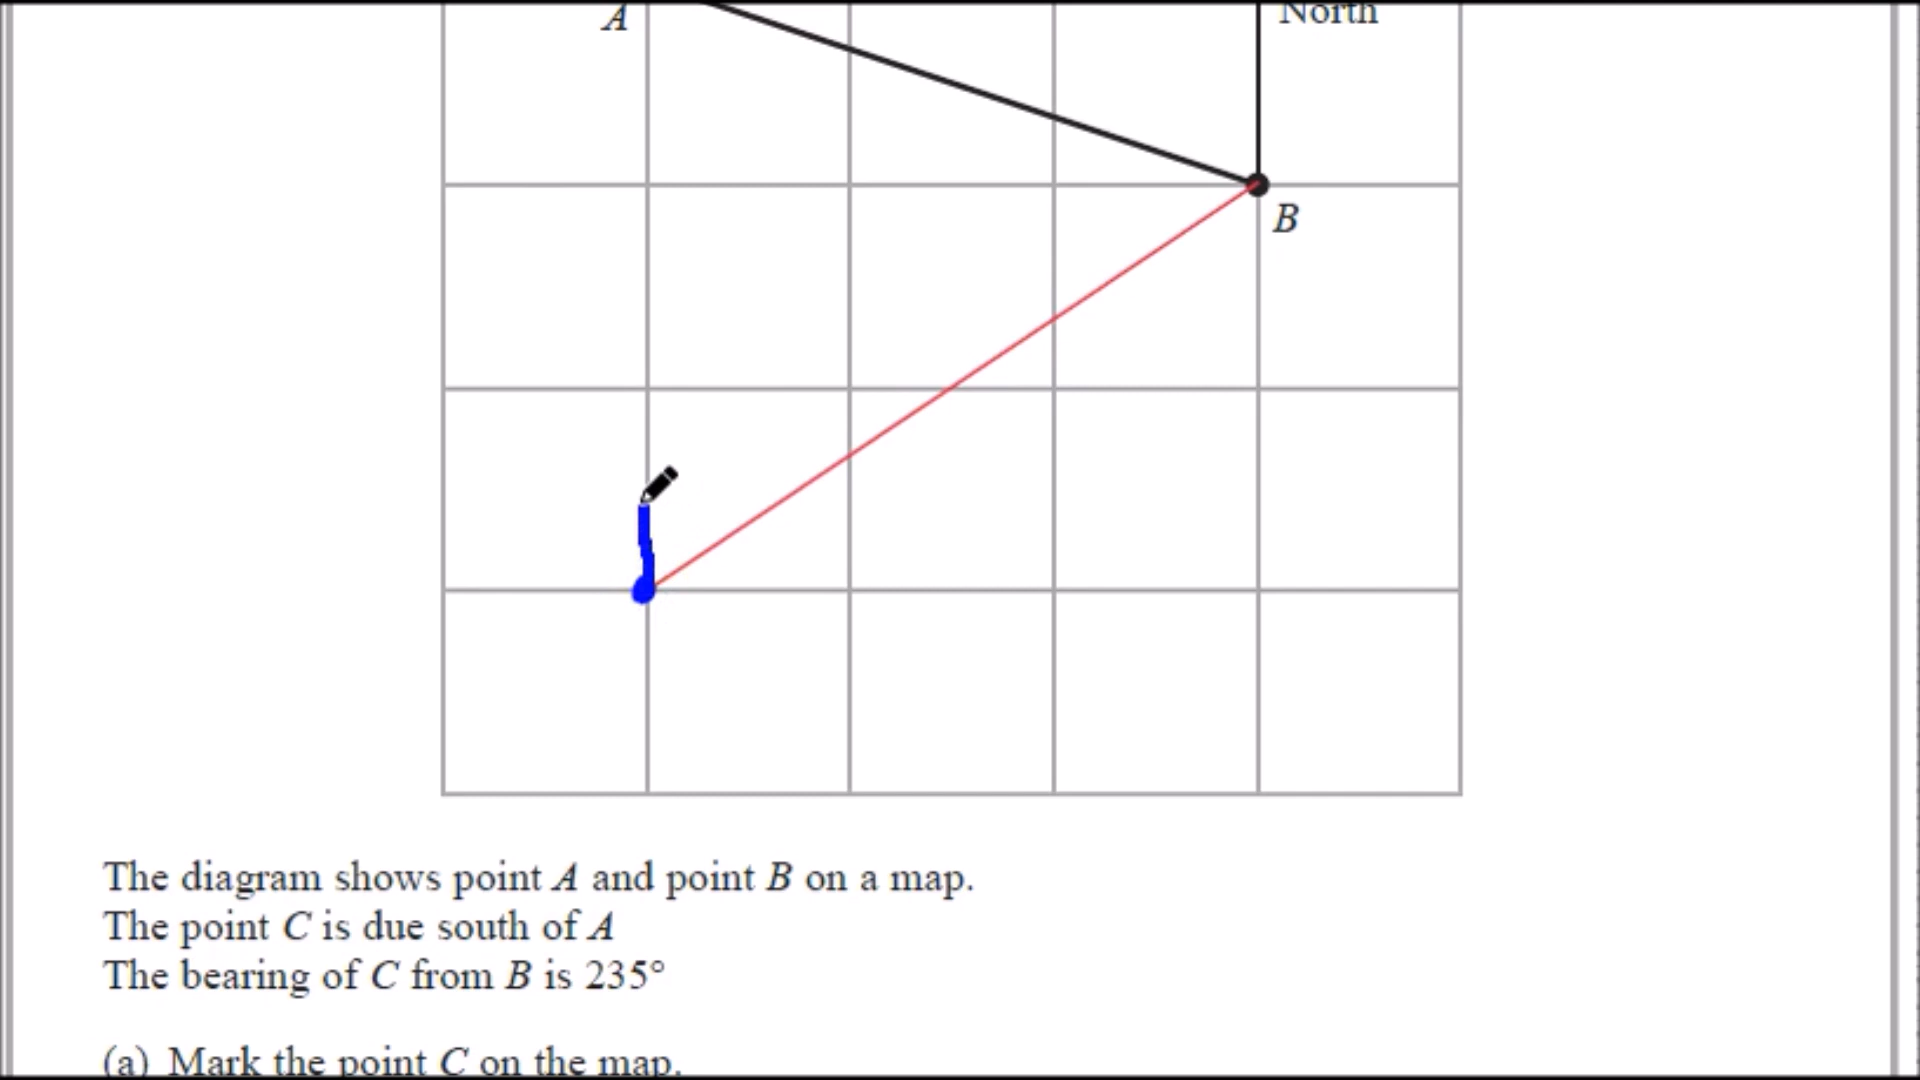 A
North
B
The diagram shows point A and point B on a map.
The point C is due south of A
The bearing of C from B is 235°
(a) Mark the point C on the map.